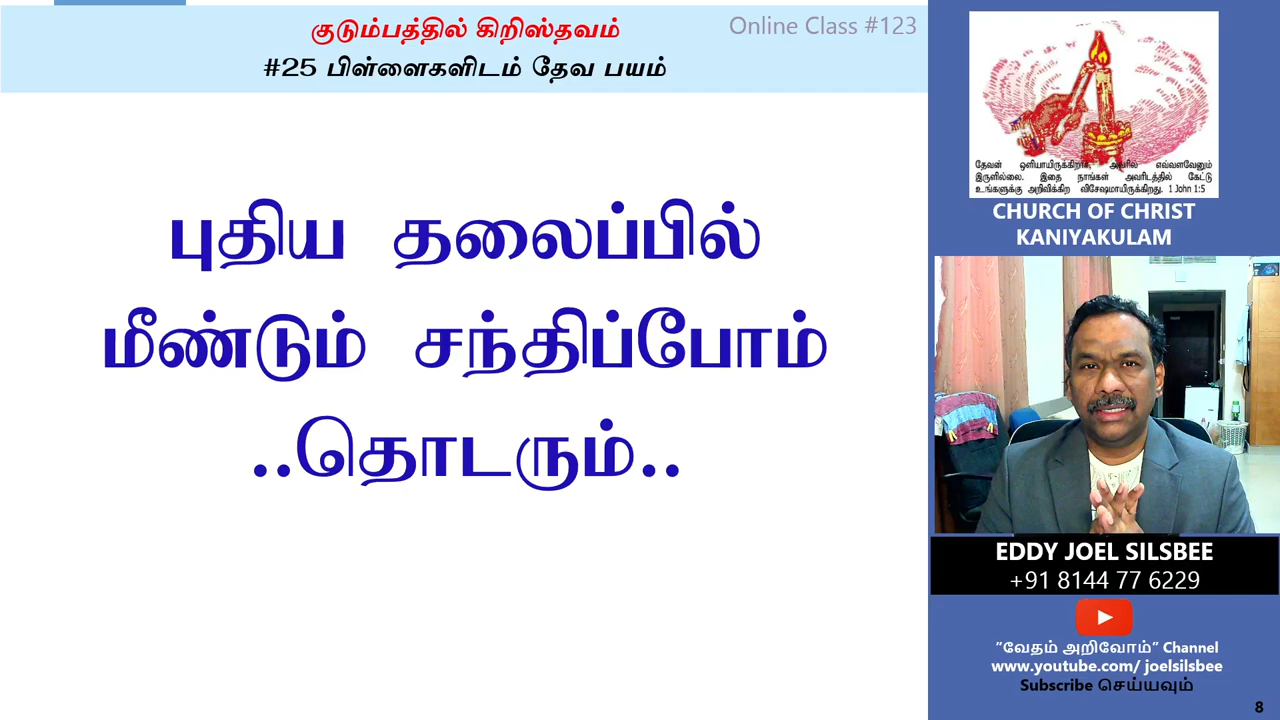 குடும்பத்தில் கிறிஸ்தவம்
Online Class #123
#25 பிள்ளைகளிடம் தேவ பயம்
புதிய தலைப்பில்
மீண்டும் சந்திப்போம்
..தொடரும்..
தேவன் ஒளியாயிருக்கிறார், அவரில் எவ்வளவேனும்
இருளில்லை. இதை நாங்கள் அவரிடத்தில் கேட்டு
உங்களுக்கு அறிவிக்கிற விசேஷமாயிருக்கிறது. 1 John 1:5
CHURCH OF CHRIST
KANIYAKULAM
EDDY JOEL SILSBEE
+91 8144 77 6229
"வேதம் அறிவோம்" Channel
www.youtube.com/ joelsilsbee
Subscribe செய்யவும்
8